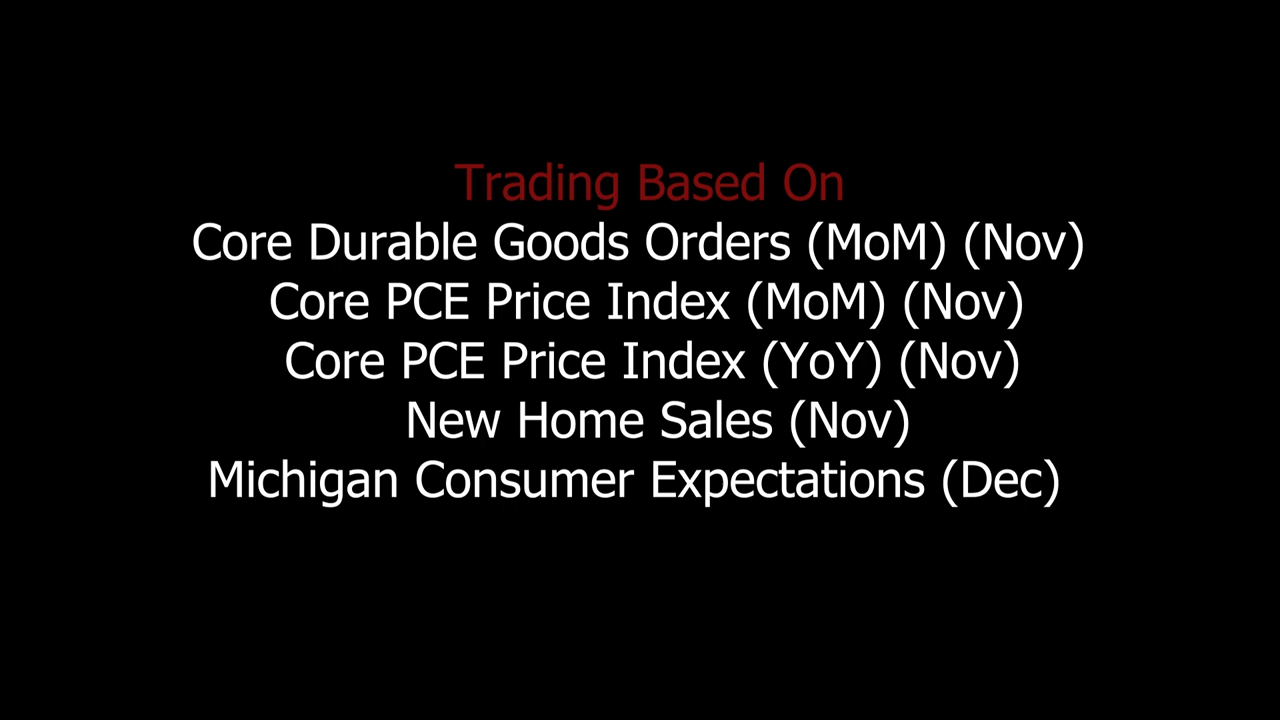 Trading Based On
Core Durable Goods Orders (MoM) (Nov)
Core PCE Price Index (MoM) (Nov)
Core PCE Price Index (YoY) (Nov)
New Home Sales (Nov)
Michigan Consumer Expectations (Dec)